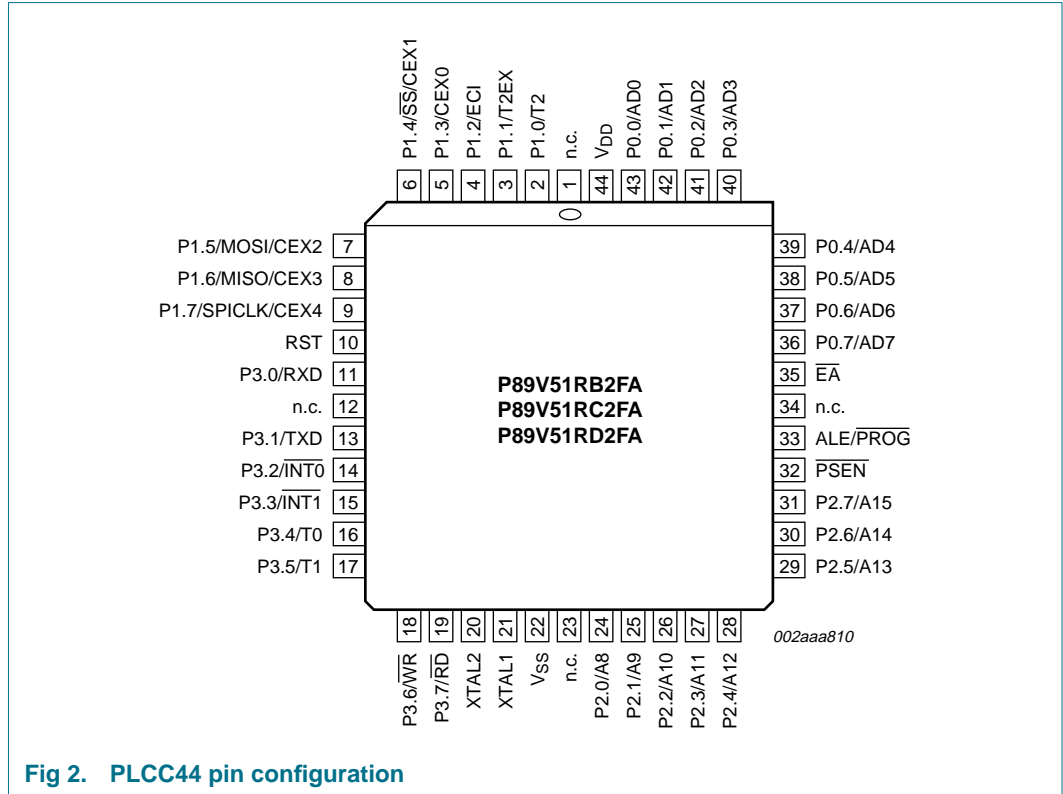 P1.4/S̅S̅/CEX1
P1.3/CEX0
P1.2/ECI
P1.1/T2EX
P1.0/T2
n.c.
VDD
P0.0/AD0
P0.1/AD1
P0.2/AD2
P0.3/AD3
6 5 4 3 2 1 44 43 42 41 40
P1.5/MOSI/CEX2 7
P1.6/MISO/CEX3 8
P1.7/SPICLK/CEX4 9
RST 10
P3.0/RXD 11
n.c. 12
P3.1/TXD 13
P3.2/I̅N̅T̅0̅ 14
P3.3/I̅N̅T̅1̅ 15
P3.4/T0 16
P3.5/T1 17
P89V51RB2FA
P89V51RC2FA
P89V51RD2FA
39 P0.4/AD4
38 P0.5/AD5
37 P0.6/AD6
36 P0.7/AD7
35 E̅A̅
34 n.c.
33 ALE/P̅R̅O̅G̅
32 P̅S̅E̅N̅
31 P2.7/A15
30 P2.6/A14
29 P2.5/A13
18 19 20 21 22 23 24 25 26 27 28
P3.6/W̅R̅
P3.7/R̅D̅
XTAL2
XTAL1
VSS
n.c.
P2.0/A8
P2.1/A9
P2.2/A10
P2.3/A11
P2.4/A12
002aaa810
Fig 2. PLCC44 pin configuration